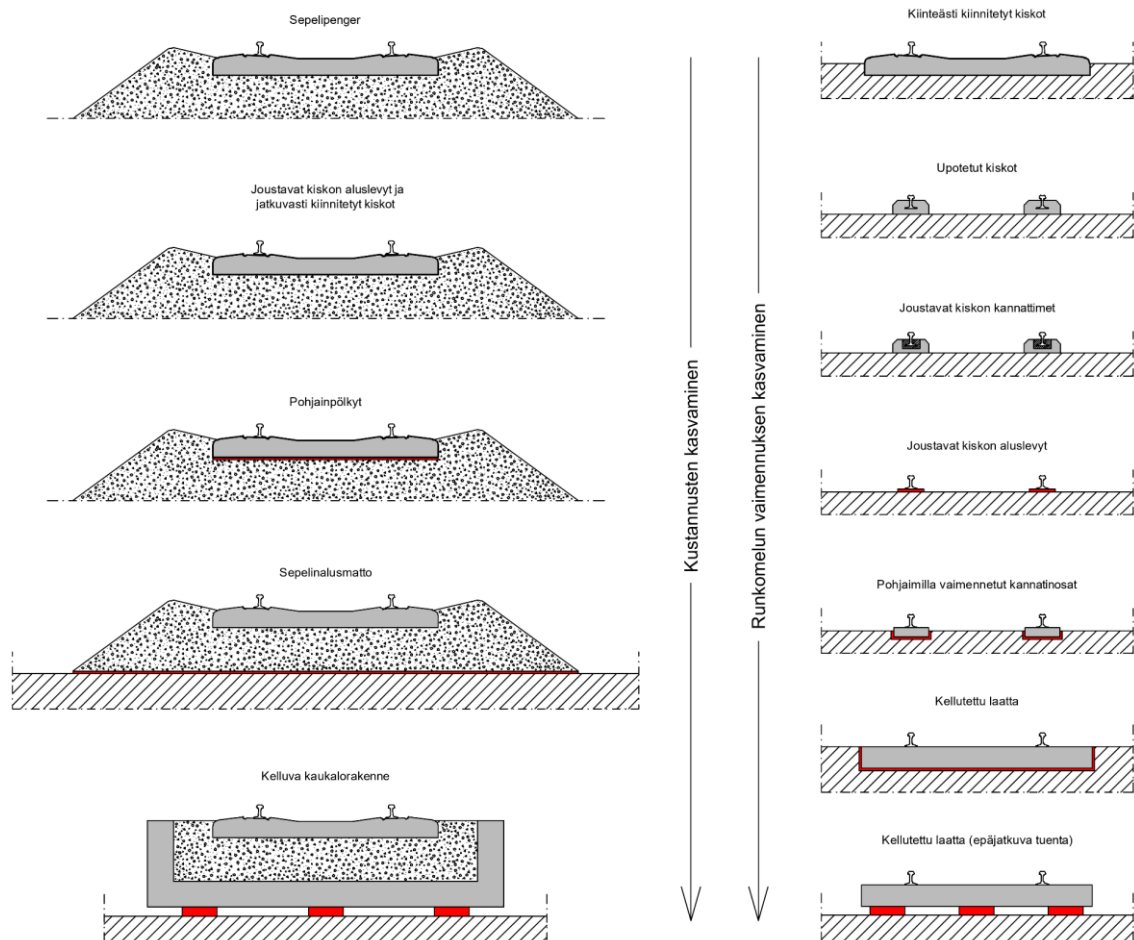 Sepelipenger
Joustavat kiskon aluslevyt ja
jatkuvasti kiinnitetyt kiskot
Pohjainpölkyt
Sepelinalusmatto
Kelluva kaukalorakenne
Kustannusten kasvaminen
Runkomelun vaimennuksen kasvaminen
Kiinteästi kiinnitetyt kiskot
Upotetut kiskot
Joustavat kiskon kannattimet
Joustavat kiskon aluslevyt
Pohjaimilla vaimennetut kannatinosat
Kellutettu laatta
Kellutettu laatta (epäjatkuva tuenta)